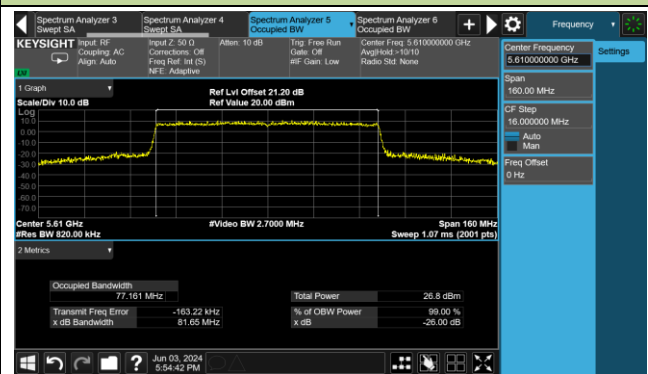 Spectrum Analyzer 3
Swept SA
Spectrum Analyzer 4
Swept SA
Spectrum Analyzer 5
Occupied BW
Spectrum Analyzer 6
Occupied BW
Frequency
KEYSIGHT
Input: RF
Coupling: AC
Align: Auto
Input Z: 50 Ω
Corrections: Off
Freq Ref: Int (S)
NFE: Adaptive
Atten: 10 dB
Trig: Free Run
Gate: Off
#IF Gain: Low
Center Freq: 5.610000000 GHz
Avg|Hold:>10/10
Radio Std: None
LXI
Center Frequency
5.610000000 GHz
Settings
Span
160.00 MHz
CF Step
16.000000 MHz
Auto
Man
Freq Offset
0 Hz
1 Graph
Scale/Div 10.0 dB
Ref Lvl Offset 21.20 dB
Ref Value 20.00 dBm
Log
10.0
0.00
-10.0
-20.0
-30.0
-40.0
-50.0
-60.0
-70.0
Center 5.61 GHz
#Res BW 820.00 kHz
#Video BW 2.7000 MHz
Span 160 MHz
Sweep 1.07 ms (2001 pts)
2 Metrics
Occupied Bandwidth
77.161 MHz
Total Power 26.8 dBm
Transmit Freq Error -163.22 kHz
% of OBW Power 99.00 %
x dB Bandwidth 81.65 MHz
x dB -26.00 dB
?
Jun 03, 2024
5:54:42 PM